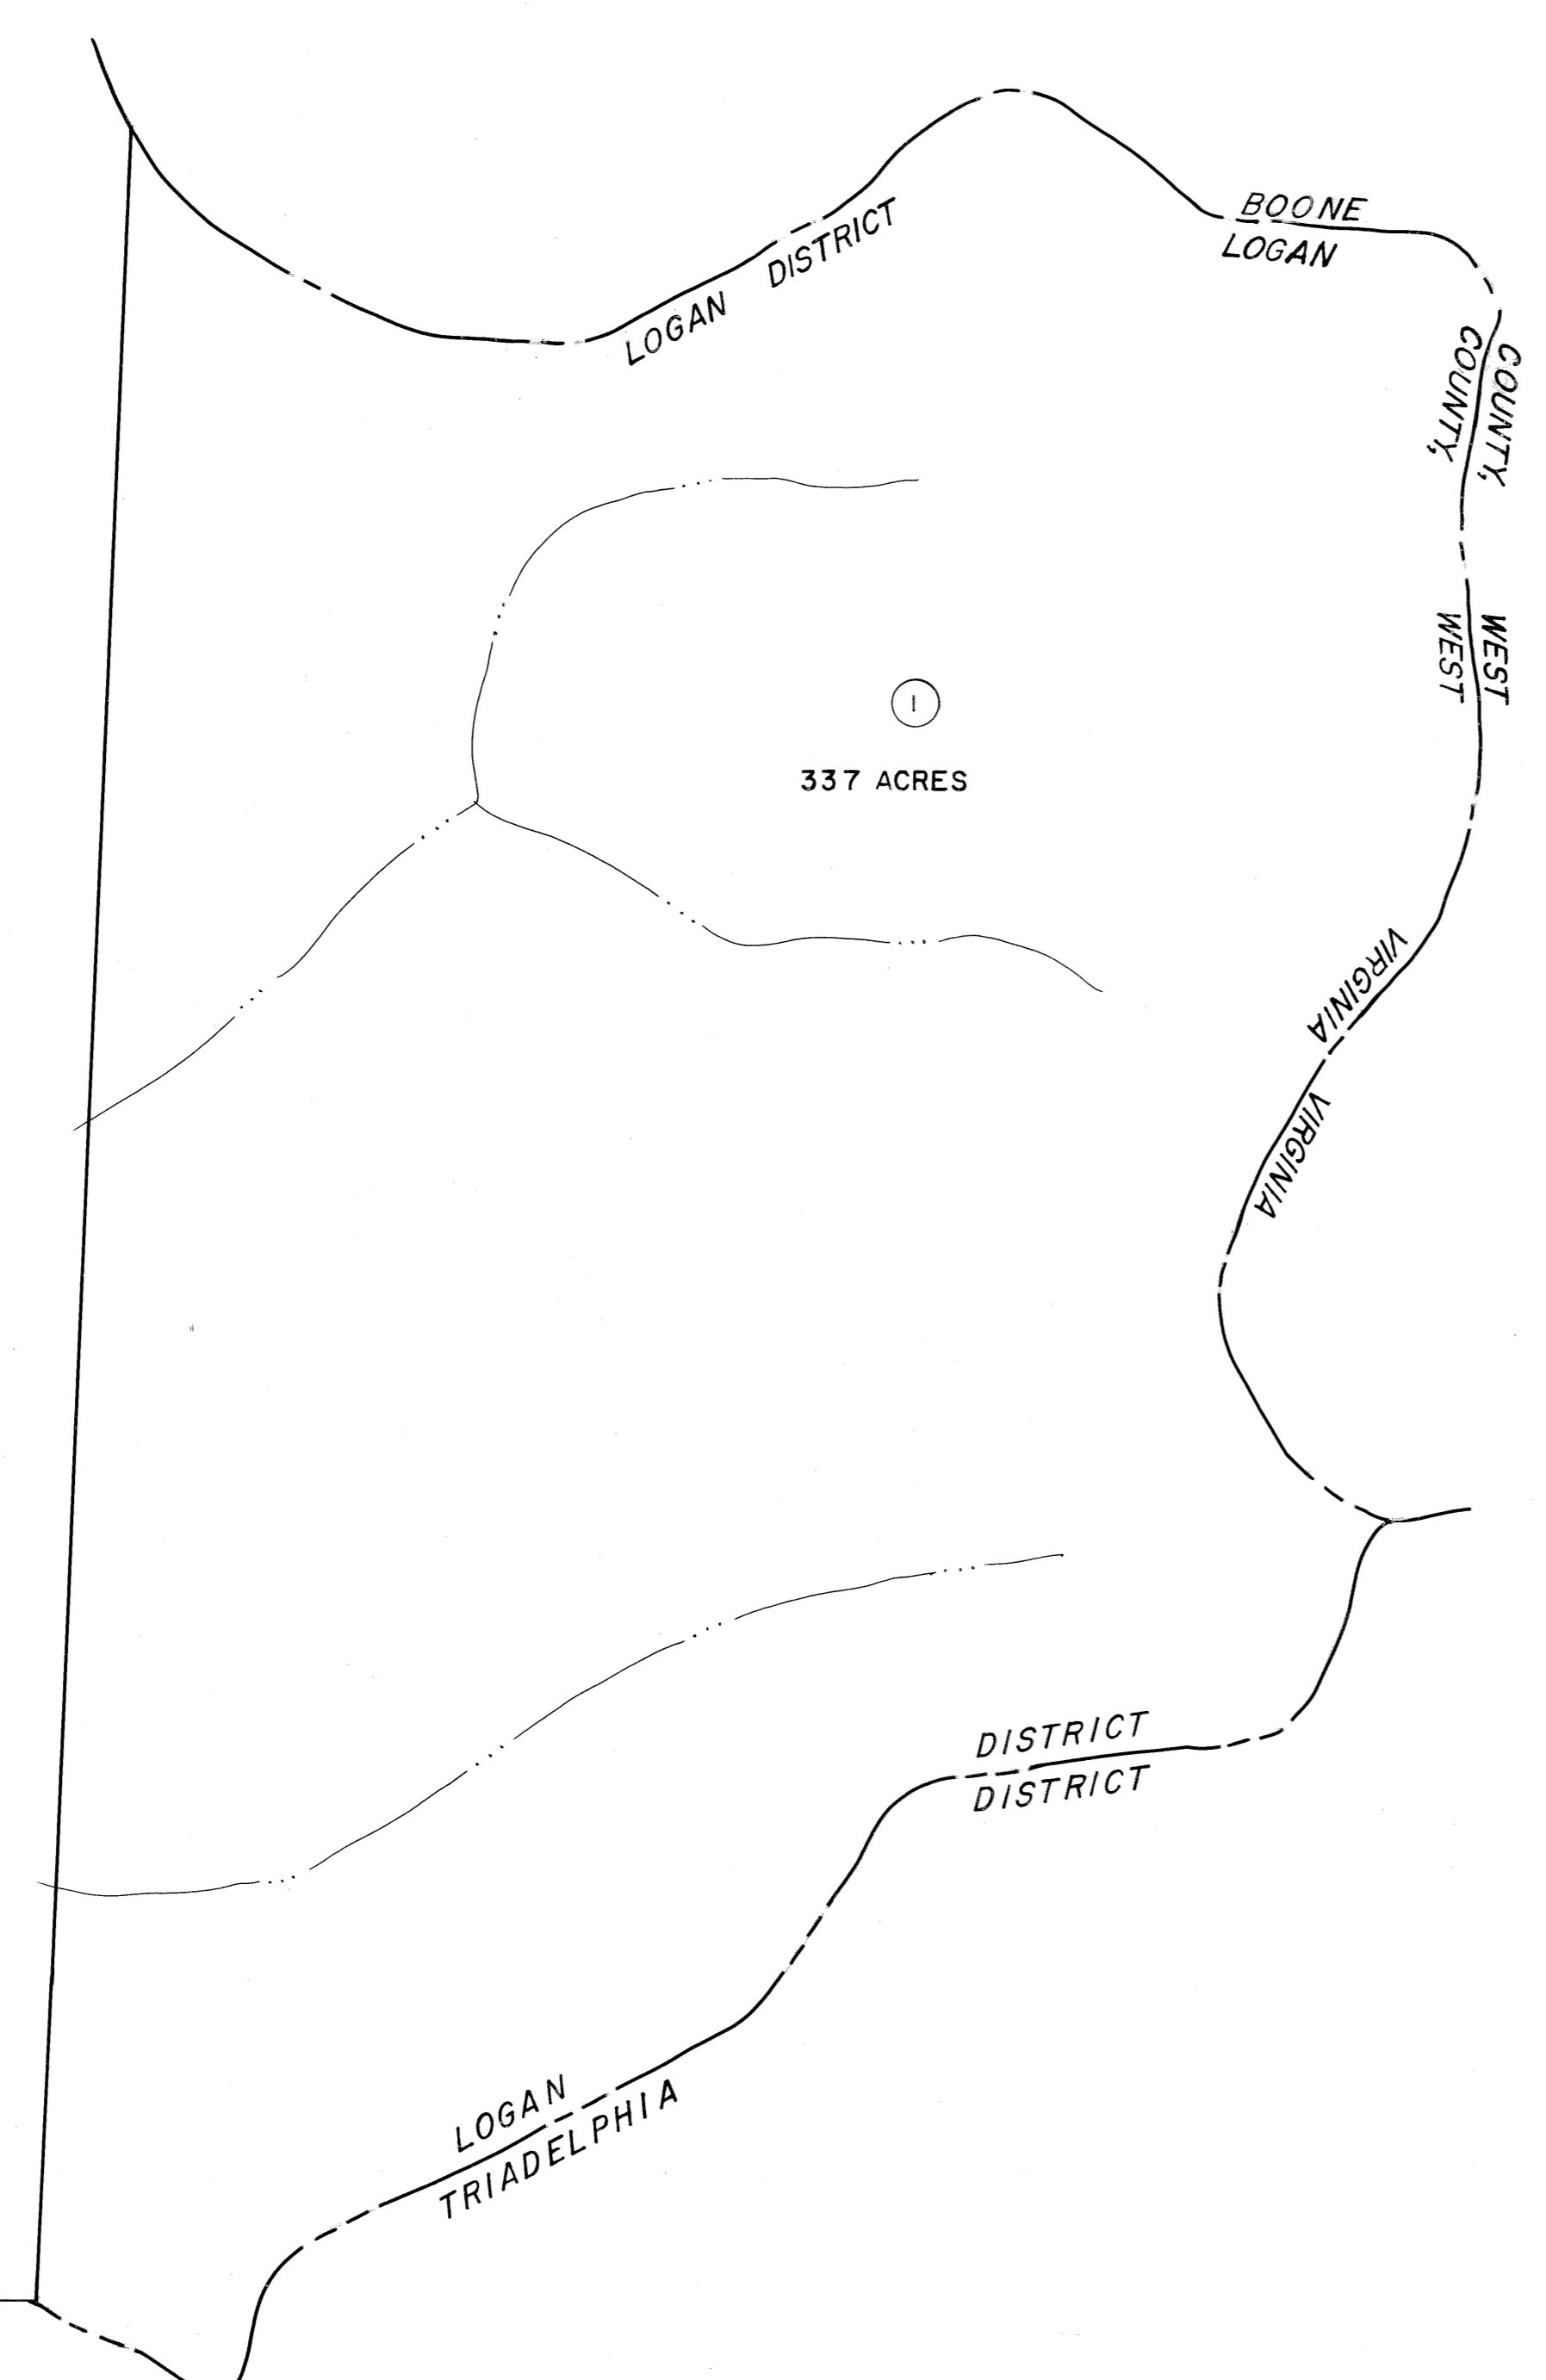 BOONE
LOGAN
LOGAN DISTRICT
COUNTY,
COUNTY,
WEST
WEST
1
337 ACRES
VIRGINIA
VIRGINIA
DISTRICT
DISTRICT
LOGAN
TRIADELPHIA